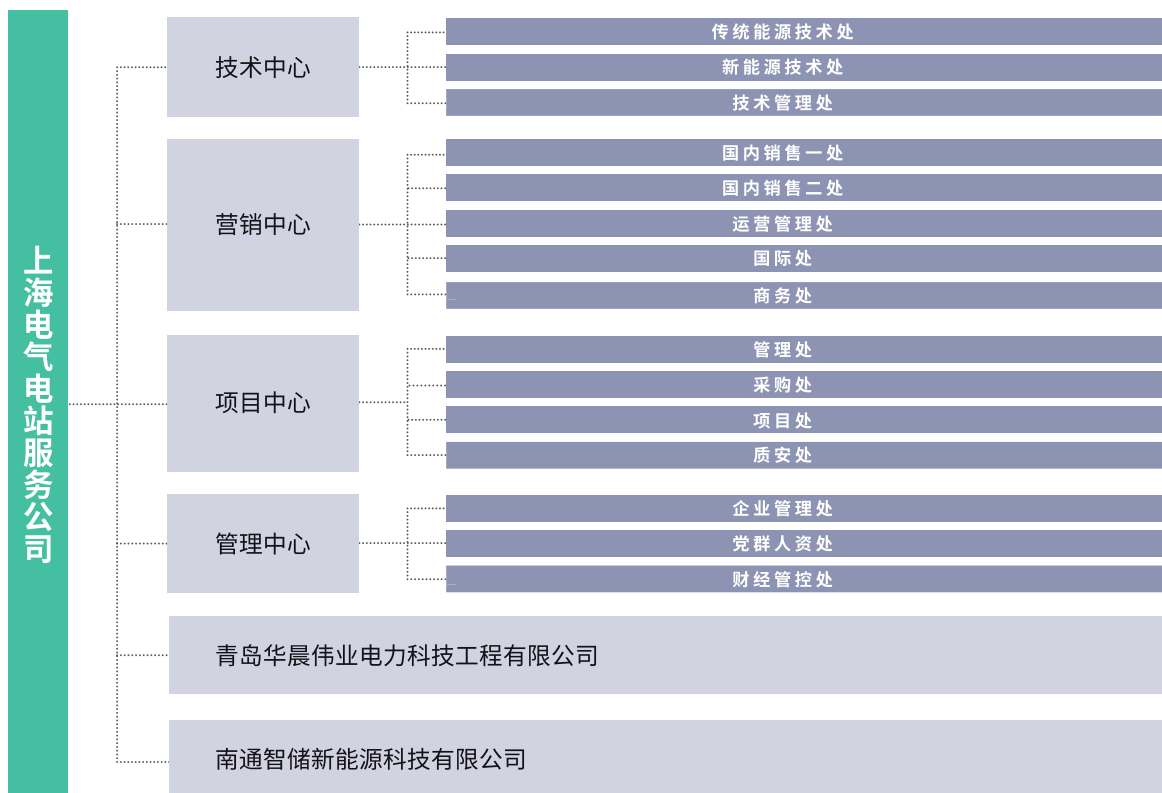 上海电气电站服务公司
技术中心
传统能源技术处
新能源技术处
技术管理处
营销中心
国内销售一处
国内销售二处
运营管理处
国际处
商务处
项目中心
管理处
采购处
项目处
质安处
管理中心
企业管理处
党群人资处
财经管控处
青岛华晨伟业电力科技工程有限公司
南通智储新能源科技有限公司